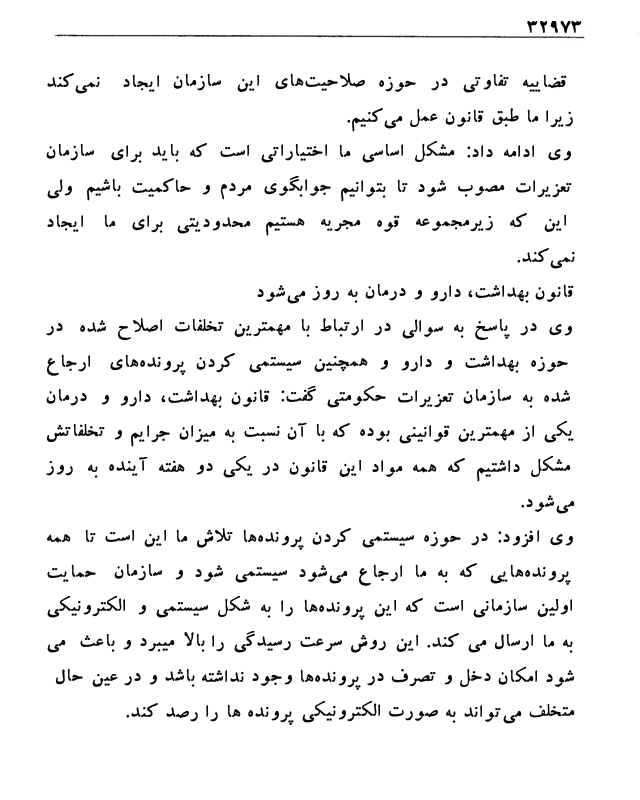 ۳۲۹۷۳
قضاییه تفاوتی در حوزه صلاحیت‌های این سازمان ایجاد نمی‌کند
زیرا ما طبق قانون عمل می‌کنیم.
وی ادامه داد: مشکل اساسی ما اختیاراتی است که باید برای سازمان
تعزیرات مصوب شود تا بتوانیم جوابگوی مردم و حاکمیت باشیم ولی
این که زیرمجموعه قوه مجریه هستیم محدودیتی برای ما ایجاد
نمی‌کند.
قانون بهداشت، دارو و درمان به روز می‌شود
وی در پاسخ به سوالی در ارتباط با مهمترین تخلفات اصلاح شده در
حوزه بهداشت و دارو و همچنین سیستمی کردن پرونده‌های ارجاع
شده به سازمان تعزیرات حکومتی گفت: قانون بهداشت، دارو و درمان
یکی از مهمترین قوانینی بوده که با آن نسبت به میزان جرایم و تخلفاتش
مشکل داشتیم که همه مواد این قانون در یکی دو هفته آینده به روز
می‌شود.
وی افزود: در حوزه سیستمی کردن پرونده‌ها تلاش ما این است تا همه
پرونده‌هایی که به ما ارجاع می‌شود سیستمی شود و سازمان حمایت
اولین سازمانی است که این پرونده‌ها را به شکل سیستمی و الکترونیکی
به ما ارسال می کند. این روش سرعت رسیدگی را بالا میبرد و باعث می
شود امکان دخل و تصرف در پرونده‌ها وجود نداشته باشد و در عین حال
متخلف می‌تواند به صورت الکترونیکی پرونده ها را رصد کند.